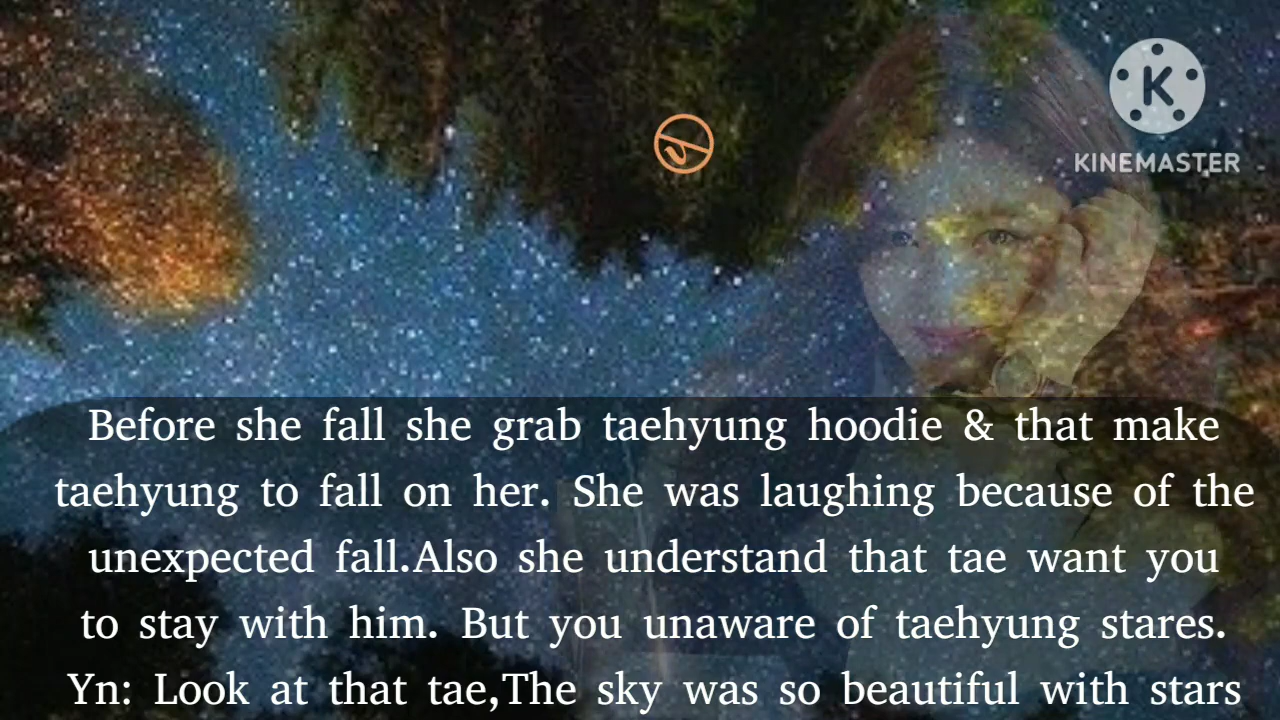 K
KINEMASTER
Before she fall she grab taehyung hoodie & that make
taehyung to fall on her. She was laughing because of the
unexpected fall.Also she understand that tae want you
to stay with him. But you unaware of taehyung stares.
Yn: Look at that tae,The sky was so beautiful with stars